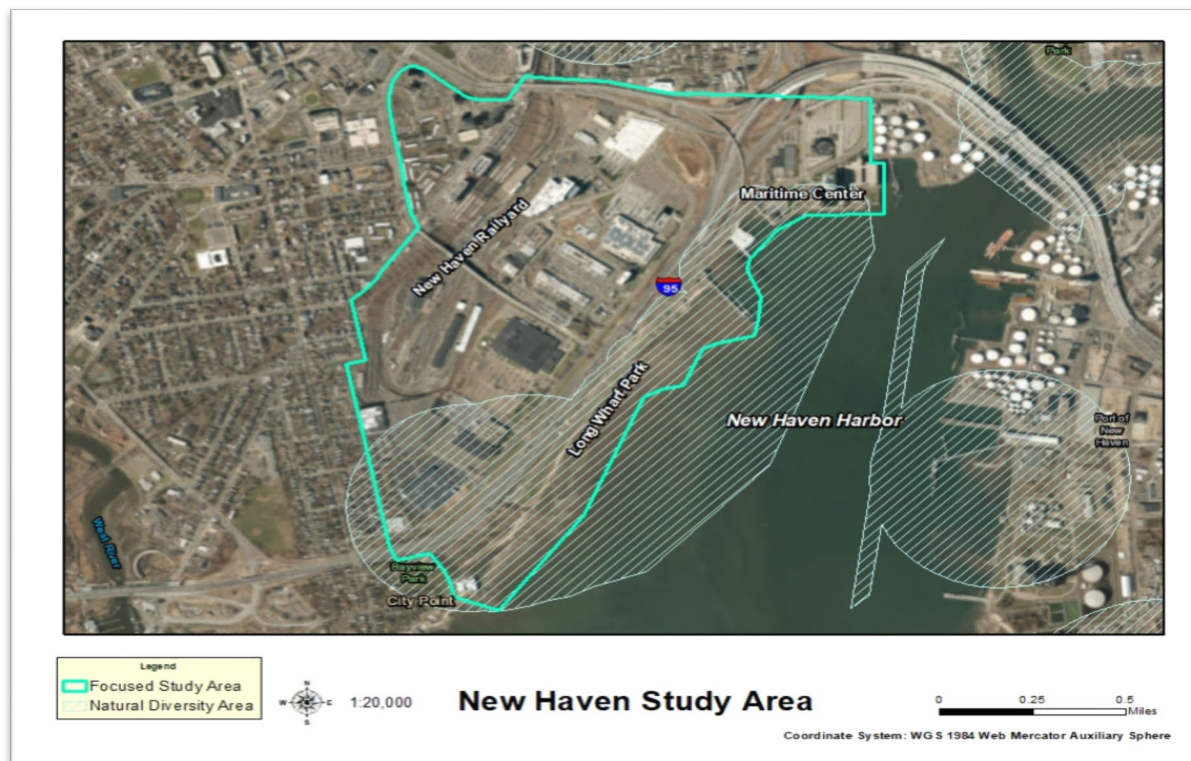 Park
Maritime Center
New Haven Railyard
95
Long Wharf Park
New Haven Harbor
Port of
New
Haven
West River
Bayview
Park
City Point
Legend
Focused Study Area
Natural Diversity Area
N
W
E
S
1:20,000
New Haven Study Area
0
0.25
0.5
Miles
Coordinate System: WGS 1984 Web Mercator Auxiliary Sphere